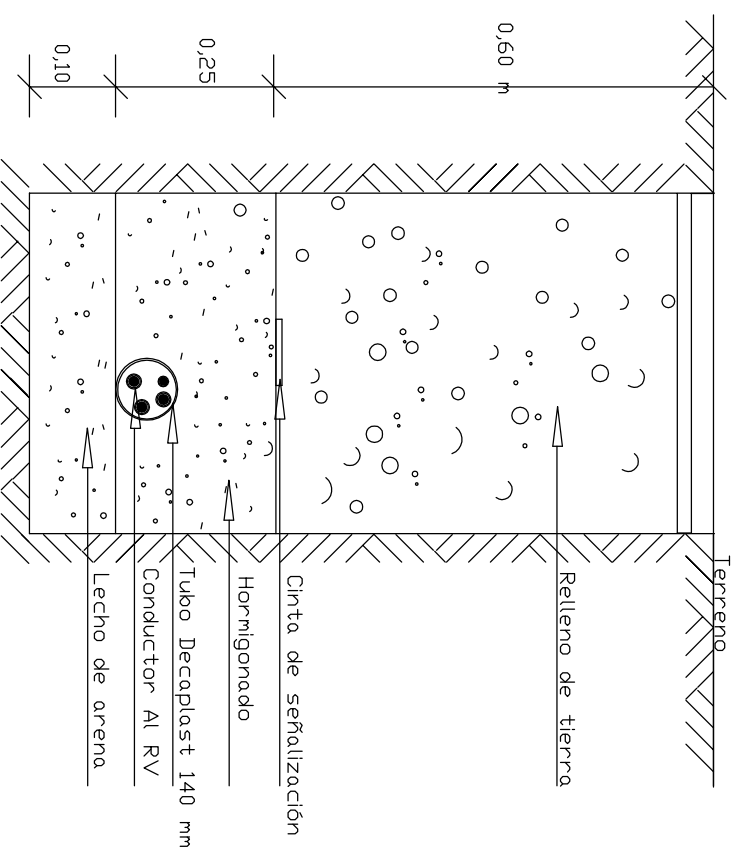 Terreno
0,60 m
Relleno de tierra
Cinta de señalización
0,25
Hormigonado
Tubo Decaplast 140 mm
Conductor Al RV
0,10
Lecho de arena